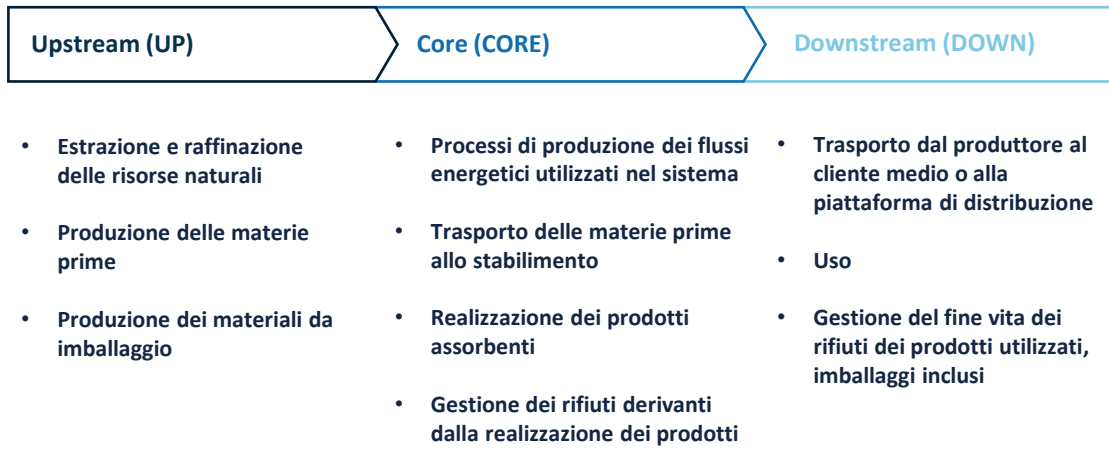 Upstream (UP)
Core (CORE)
Downstream (DOWN)
• Estrazione e raffinazione
delle risorse naturali
• Produzione delle materie
prime
• Produzione dei materiali da
imballaggio
• Processi di produzione dei flussi
energetici utilizzati nel sistema
• Trasporto delle materie prime
allo stabilimento
• Realizzazione dei prodotti
assorbenti
• Gestione dei rifiuti derivanti
dalla realizzazione dei prodotti
• Trasporto dal produttore al
cliente medio o alla
piattaforma di distribuzione
• Uso
• Gestione del fine vita dei
rifiuti dei prodotti utilizzati,
imballaggi inclusi